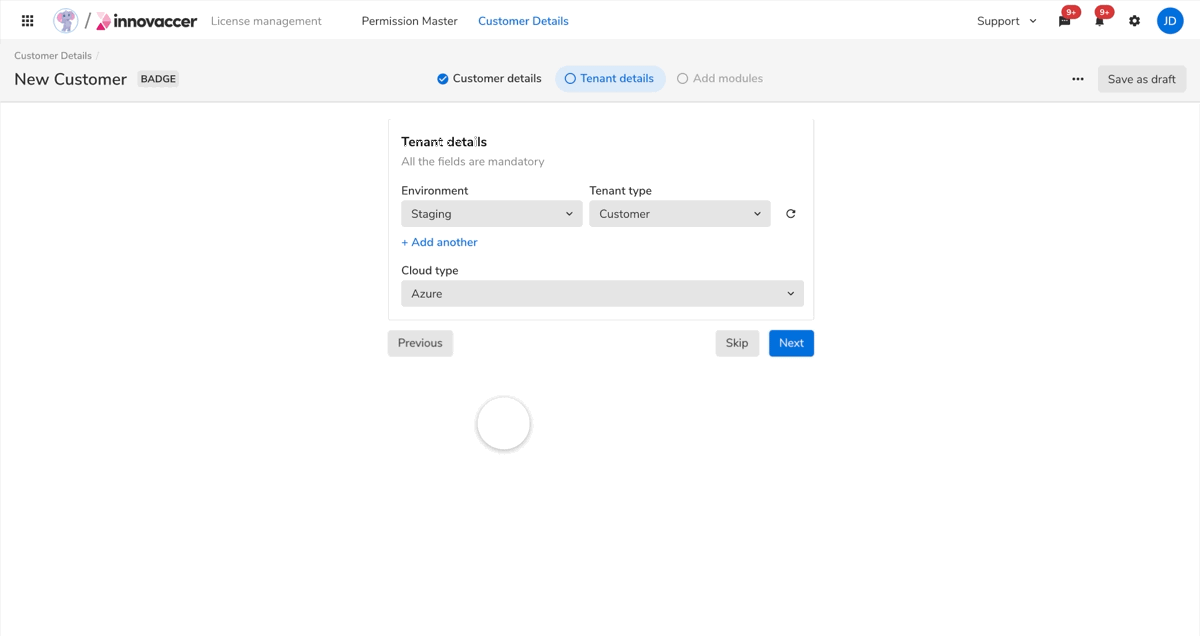 / innovaccer License management Permission Master Customer Details Support 9+ 9+ JD
Customer Details /
New Customer BADGE Customer details Tenant details Add modules Save as draft
Tenant details
All the fields are mandatory
Environment Tenant type
Staging Customer
+ Add another
Cloud type
Azure
Previous Skip Next